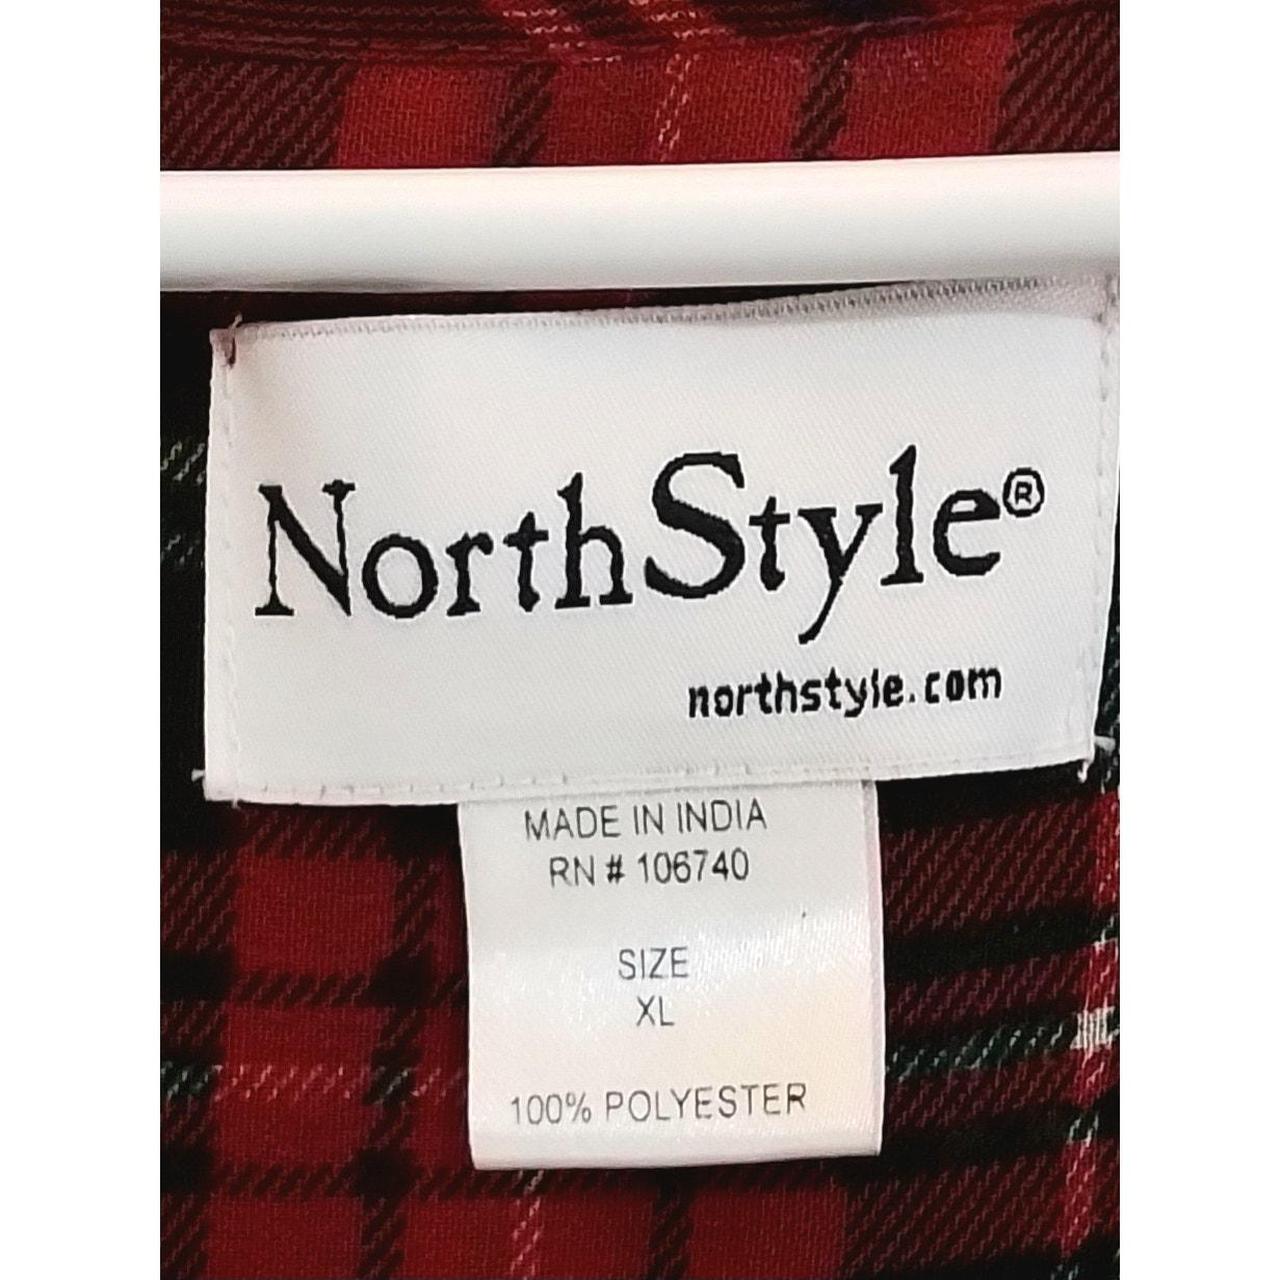 NorthStyle®
northstyle.com
MADE IN INDIA
RN # 106740
SIZE
XL
100% POLYESTER